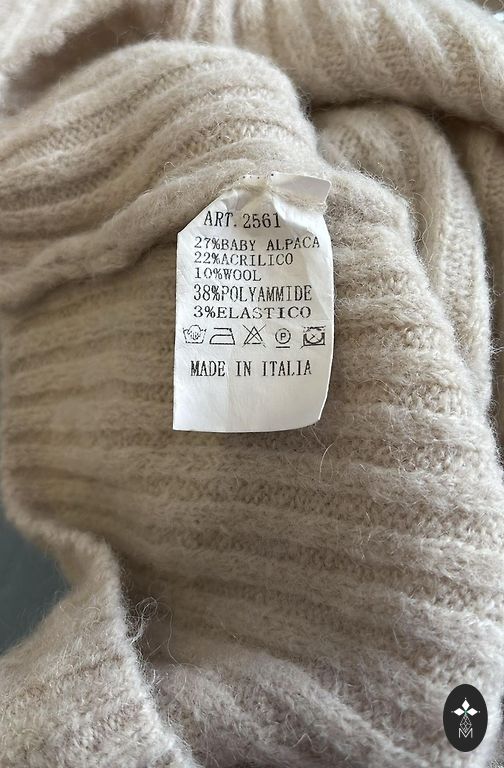 ART. 2561
27%BABY ALPACA
22%ACRILICO
10%WOOL
38%POLYAMMIDE
3%ELASTICO
P
MADE IN ITALIA
M